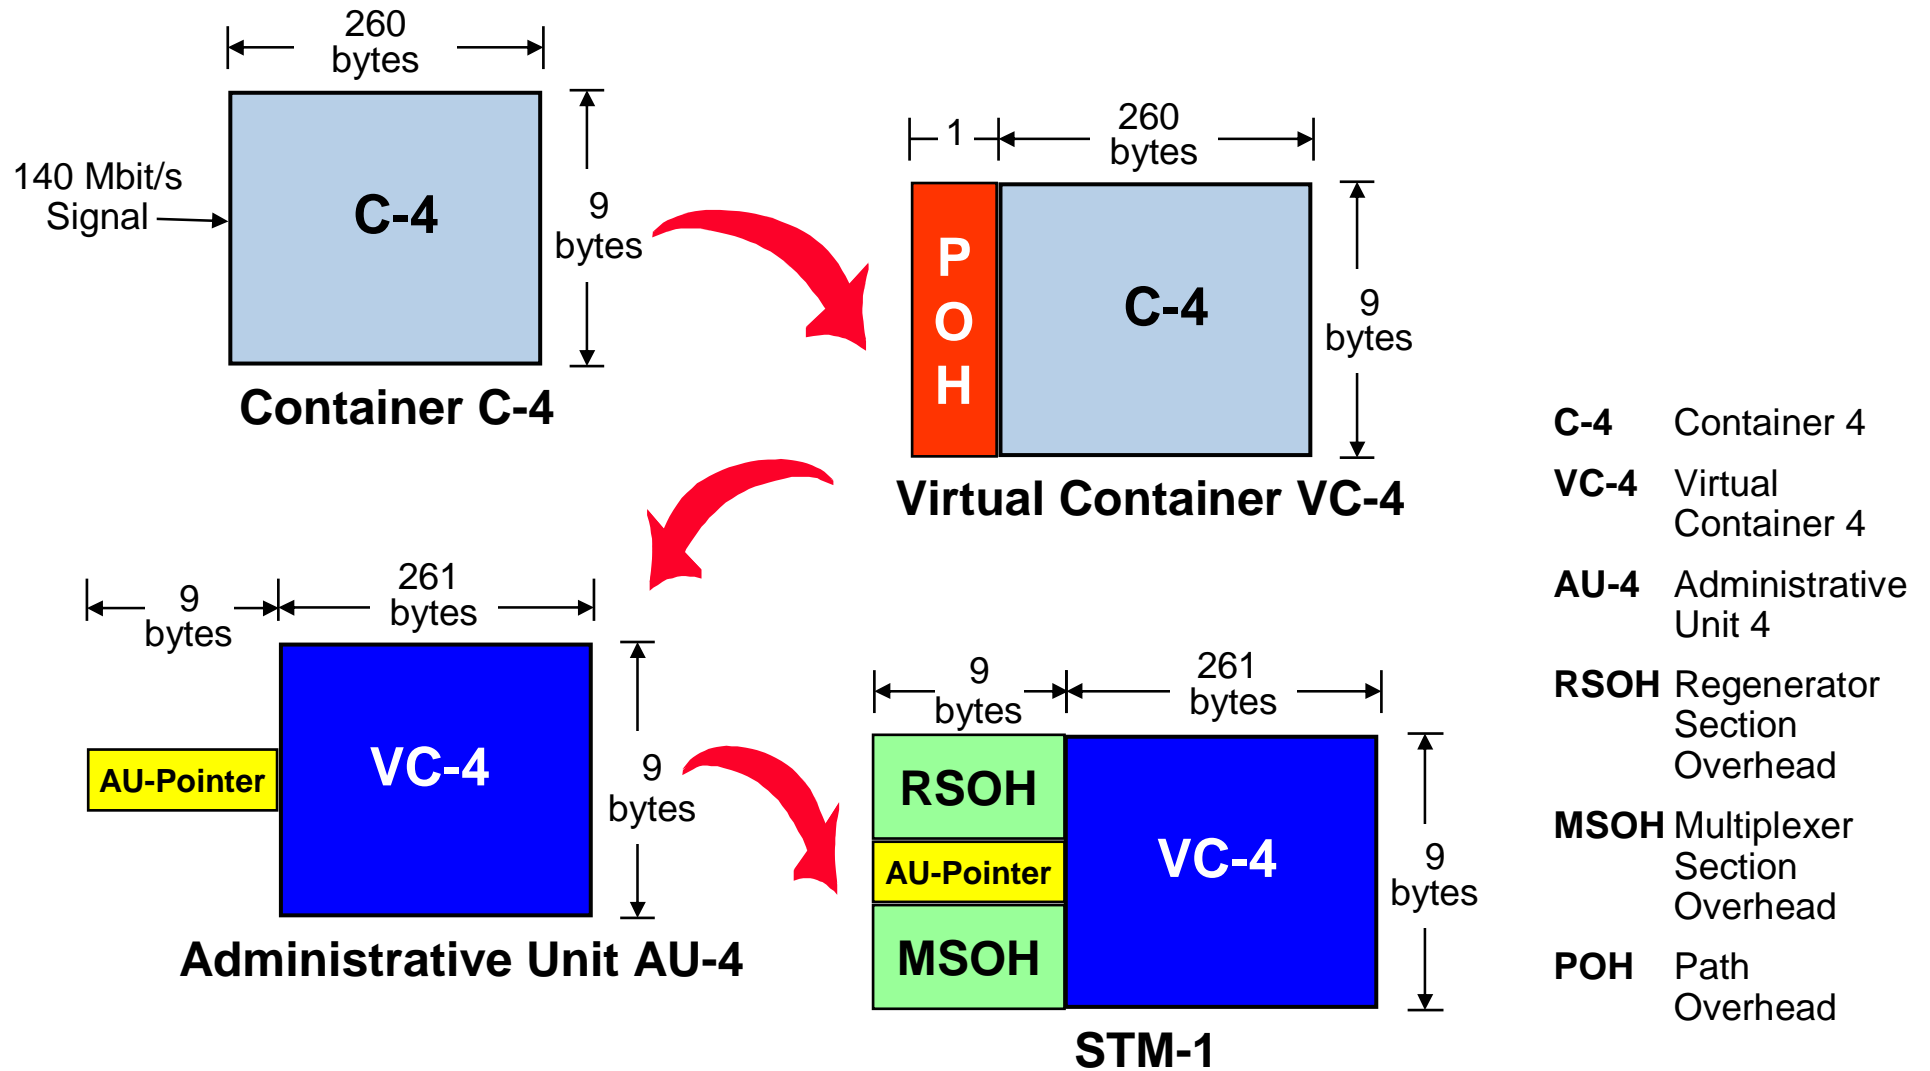 260
bytes
140 Mbit/s
Signal
C-4
9
bytes
Container C-4
1
260
bytes
P
O
H
C-4
9
bytes
Virtual Container VC-4
9
bytes
261
bytes
AU-Pointer
VC-4
9
bytes
Administrative Unit AU-4
9
bytes
261
bytes
RSOH
AU-Pointer
MSOH
VC-4
9
bytes
STM-1
C-4 Container 4
VC-4 Virtual
Container 4
AU-4 Administrative
Unit 4
RSOH Regenerator
Section
Overhead
MSOH Multiplexer
Section
Overhead
POH Path
Overhead